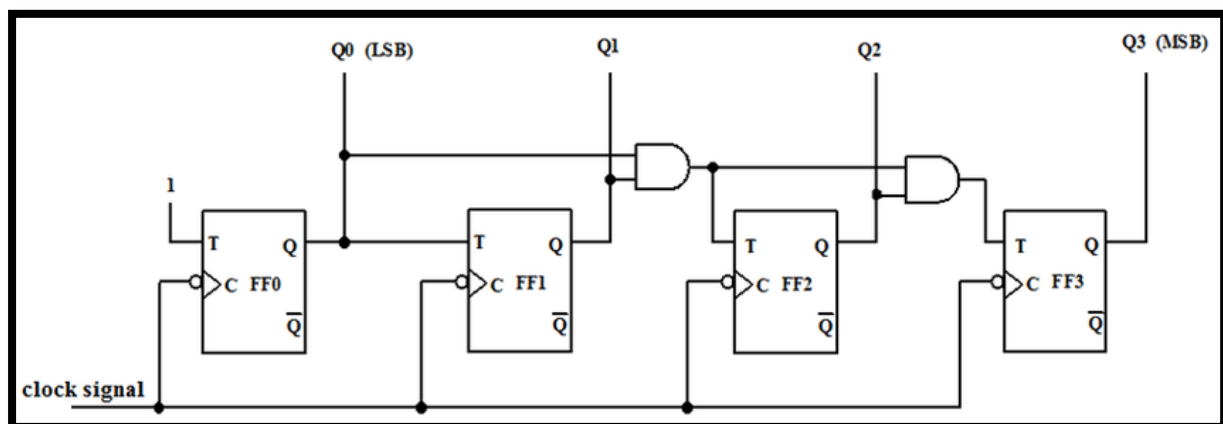 Q0 (LSB) Q1 Q2 Q3 (MSB)
1
T Q T Q T Q T Q
C FF0 C FF1 C FF2 C FF3
Q̅ Q̅ Q̅ Q̅
clock signal